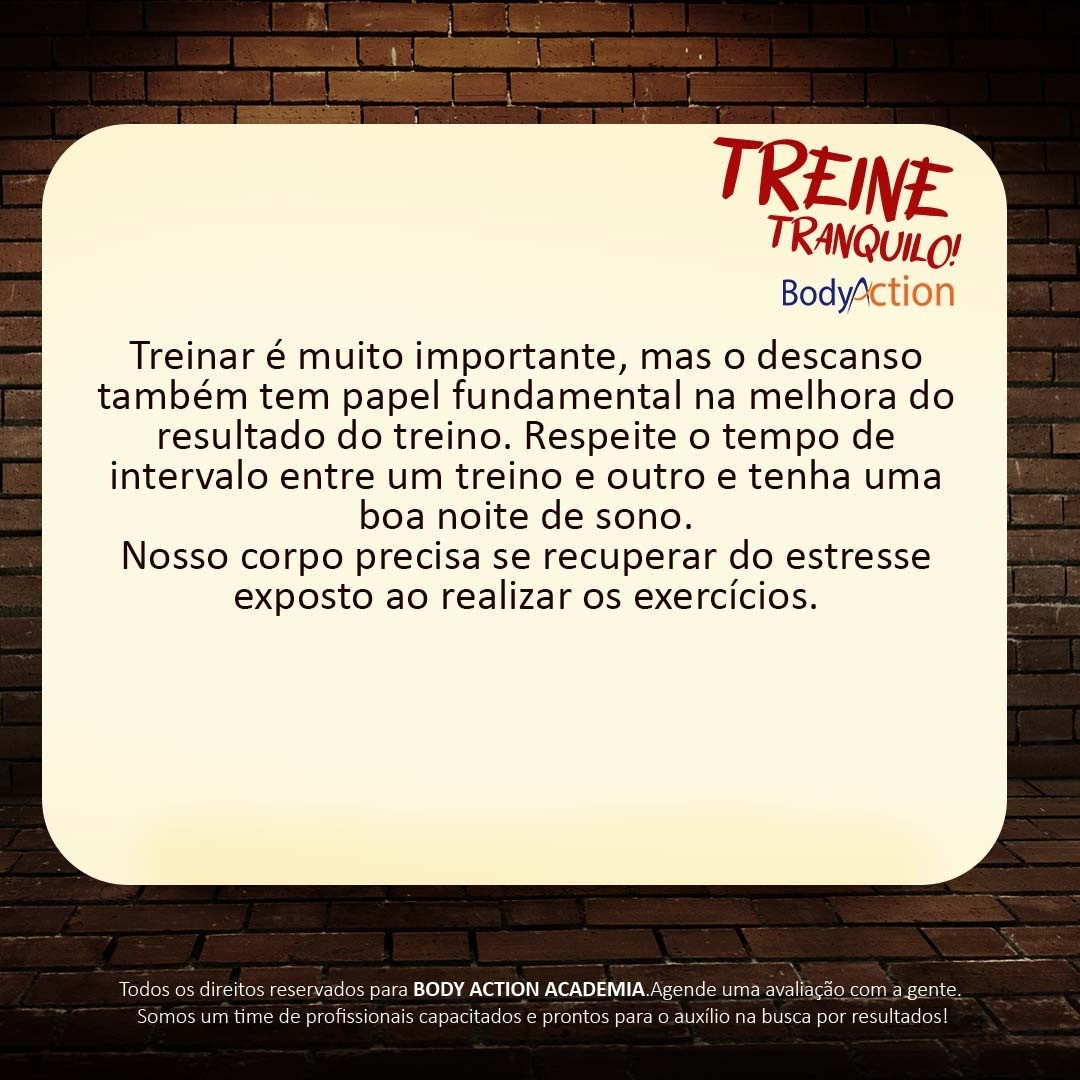 TREINE
TRANQUILO!
BodyAction
Treinar é muito importante, mas o descanso
também tem papel fundamental na melhora do
resultado do treino. Respeite o tempo de
intervalo entre um treino e outro e tenha uma
boa noite de sono.
Nosso corpo precisa se recuperar do estresse
exposto ao realizar os exercícios.
Todos os direitos reservados para BODY ACTION ACADEMIA.Agende uma avaliação com a gente.
Somos um time de profissionais capacitados e prontos para o auxílio na busca por resultados!